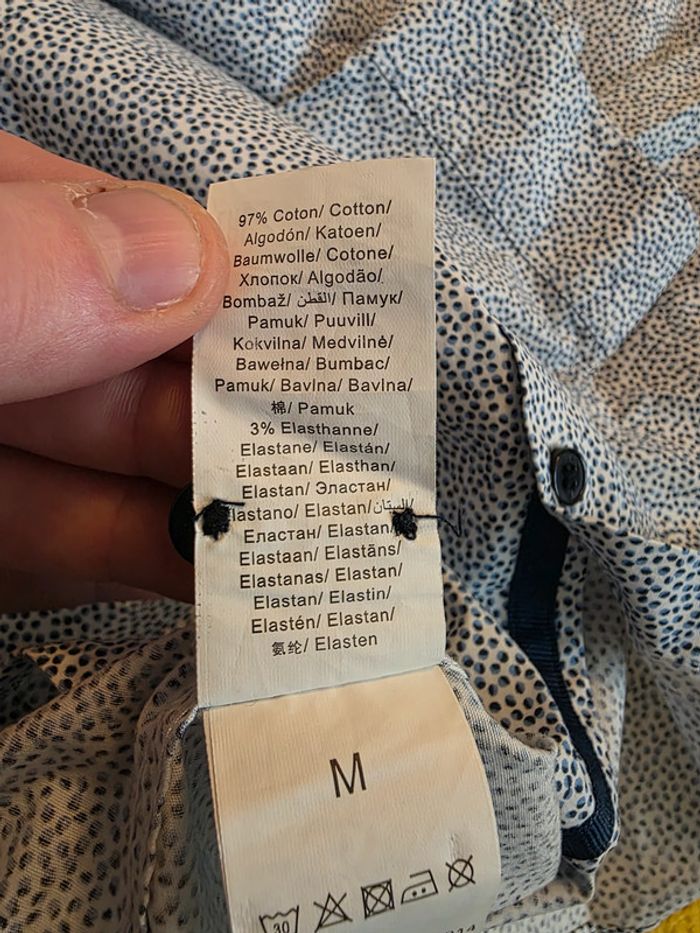 97% Coton/ Cotton/
Algodón/ Katoen/
Baumwolle/ Cotone/
Хлопок/ Algodão/
Bombaž/ القطن/ Памук/
Pamuk/ Puuvill/
Kokvilna/ Medvilnė/
Bawełna/ Bumbac/
Pamuk/ Bavlna/ Bavlna/
棉/ Pamuk
3% Elasthanne/
Elastane/ Elastán/
Elastaan/ Elasthan/
Elastan/ Эластан/
Elastan/
Еластан/ Elastan/
Elastaan/ Elastāns/
Elastanas/ Elastan/
Elastan/ Elastin/
Elastén/ Elastan/
氨纶/ Elasten
M
30